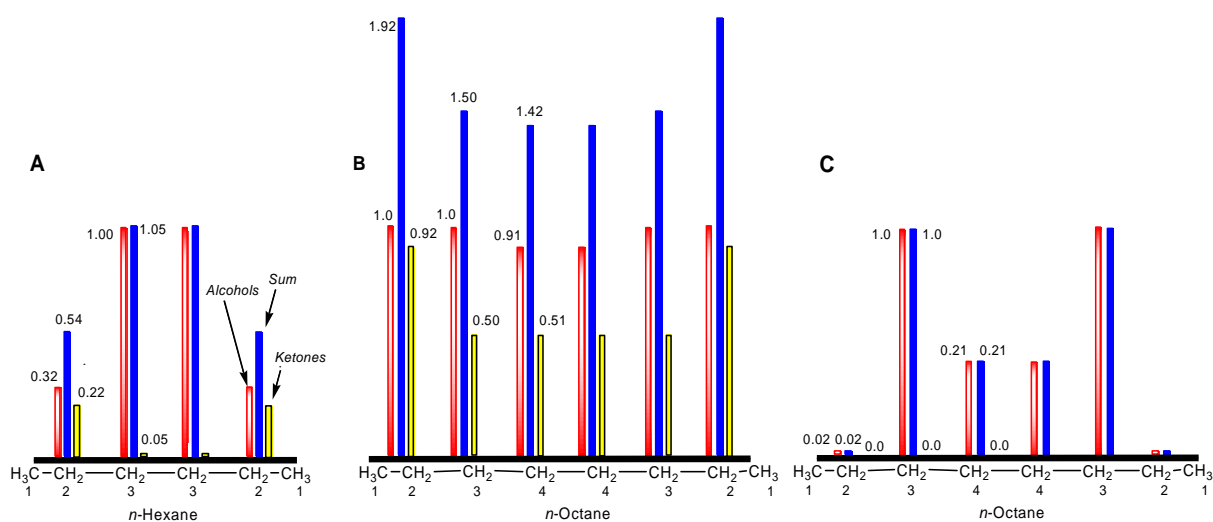 A
1.00
1.05
0.54
0.32
0.22
0.05
Alcohols
Sum
Ketones
H3C CH2 CH2 CH2 CH2 CH3
1 2 3 3 2 1
n-Hexane
B
1.92
1.50
1.42
1.0
0.92
1.0
0.91
0.50
0.51
H3C CH2 CH2 CH2 CH2 CH2 CH2 CH3
1 2 3 4 4 3 2 1
n-Octane
C
1.0
1.0
0.21
0.21
0.02
0.02
0.0
0.0
0.0
H3C CH2 CH2 CH2 CH2 CH2 CH2 CH3
1 2 3 4 4 3 2 1
n-Octane